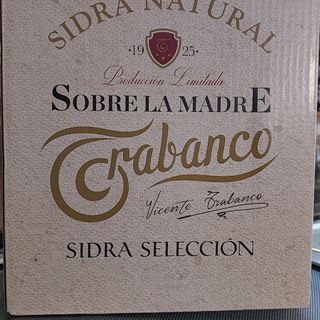 SIDRA NATURAL
·19 25·
Producción Limitada
SOBRE LA MADRE
Trabanco
Vicente Trabanco
SIDRA SELECCIÓN